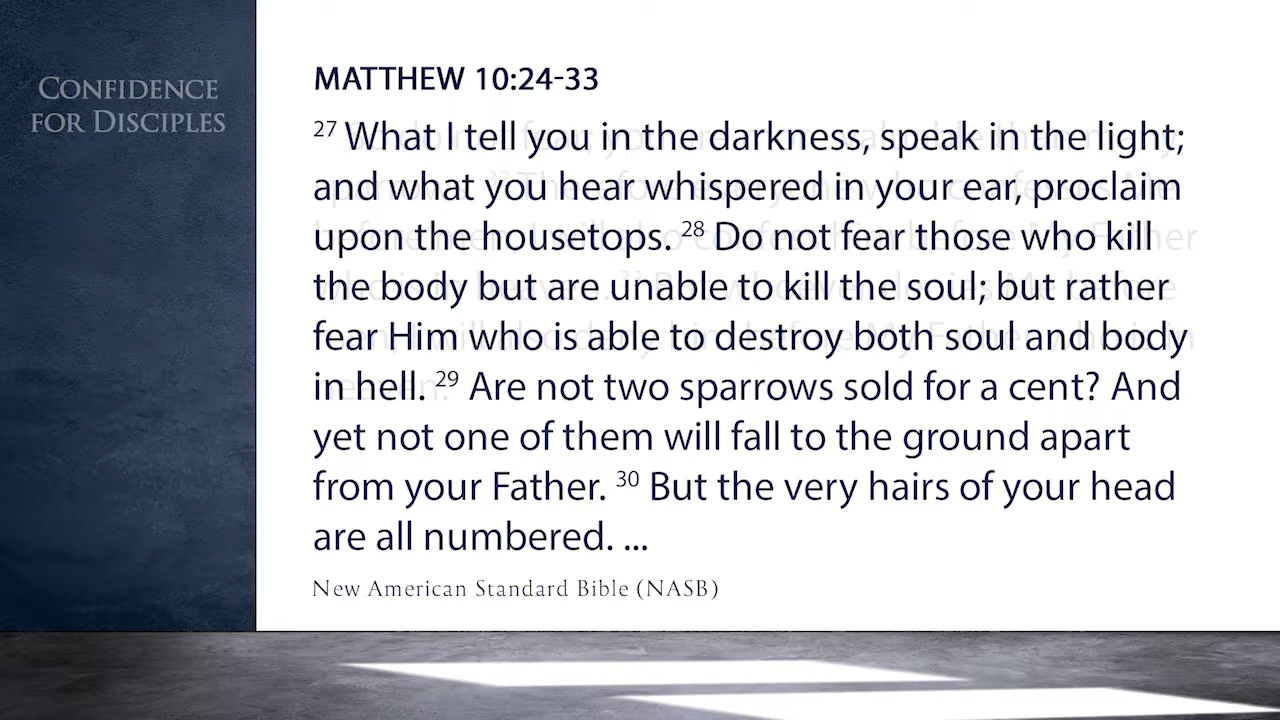 CONFIDENCE
FOR DISCIPLES
MATTHEW 10:24-33
27 What I tell you in the darkness, speak in the light;
and what you hear whispered in your ear, proclaim
upon the housetops. 28 Do not fear those who kill
the body but are unable to kill the soul; but rather
fear Him who is able to destroy both soul and body
in hell. 29 Are not two sparrows sold for a cent? And
yet not one of them will fall to the ground apart
from your Father. 30 But the very hairs of your head
are all numbered. ...
New American Standard Bible (NASB)